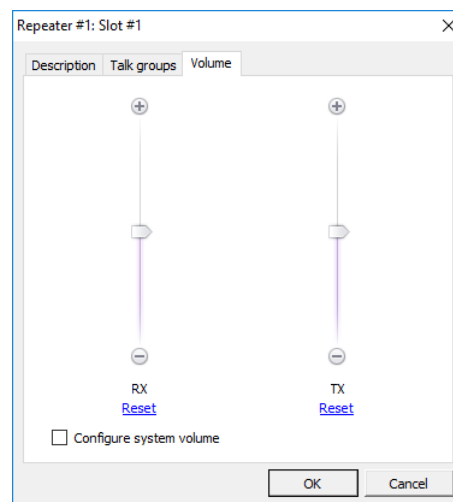 Repeater #1: Slot #1
Description Talk groups Volume
RX TX
Reset Reset
Configure system volume
OK Cancel